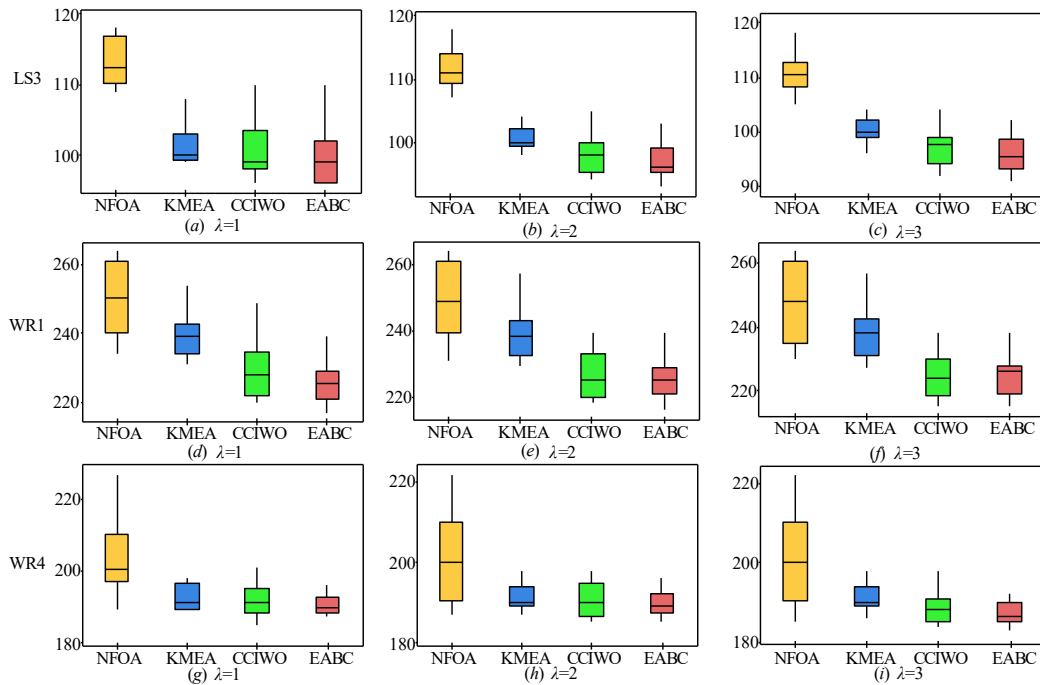 LS3
120
110
100
NFOA KMEA CCIWO EABC
(a) λ=1
120
110
100
NFOA KMEA CCIWO EABC
(b) λ=2
120
110
100
90
NFOA KMEA CCIWO EABC
(c) λ=3
WR1
260
240
220
NFOA KMEA CCIWO EABC
(d) λ=1
260
240
220
NFOA KMEA CCIWO EABC
(e) λ=2
260
240
220
NFOA KMEA CCIWO EABC
(f) λ=3
WR4
220
200
180
NFOA KMEA CCIWO EABC
(g) λ=1
220
200
180
NFOA KMEA CCIWO EABC
(h) λ=2
220
200
180
NFOA KMEA CCIWO EABC
(i) λ=3